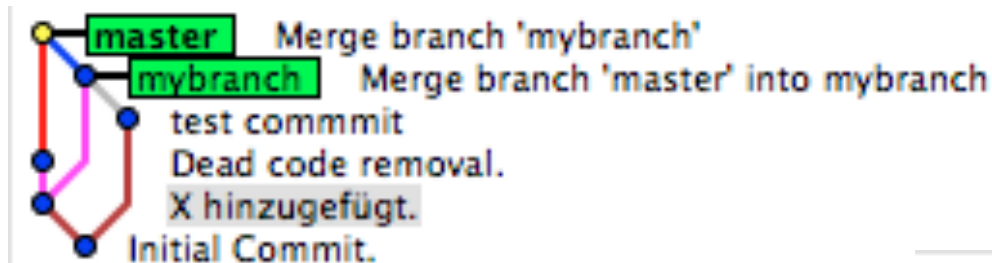 master Merge branch 'mybranch'
mybranch Merge branch 'master' into mybranch
test commmit
Dead code removal.
X hinzugefügt.
Initial Commit.